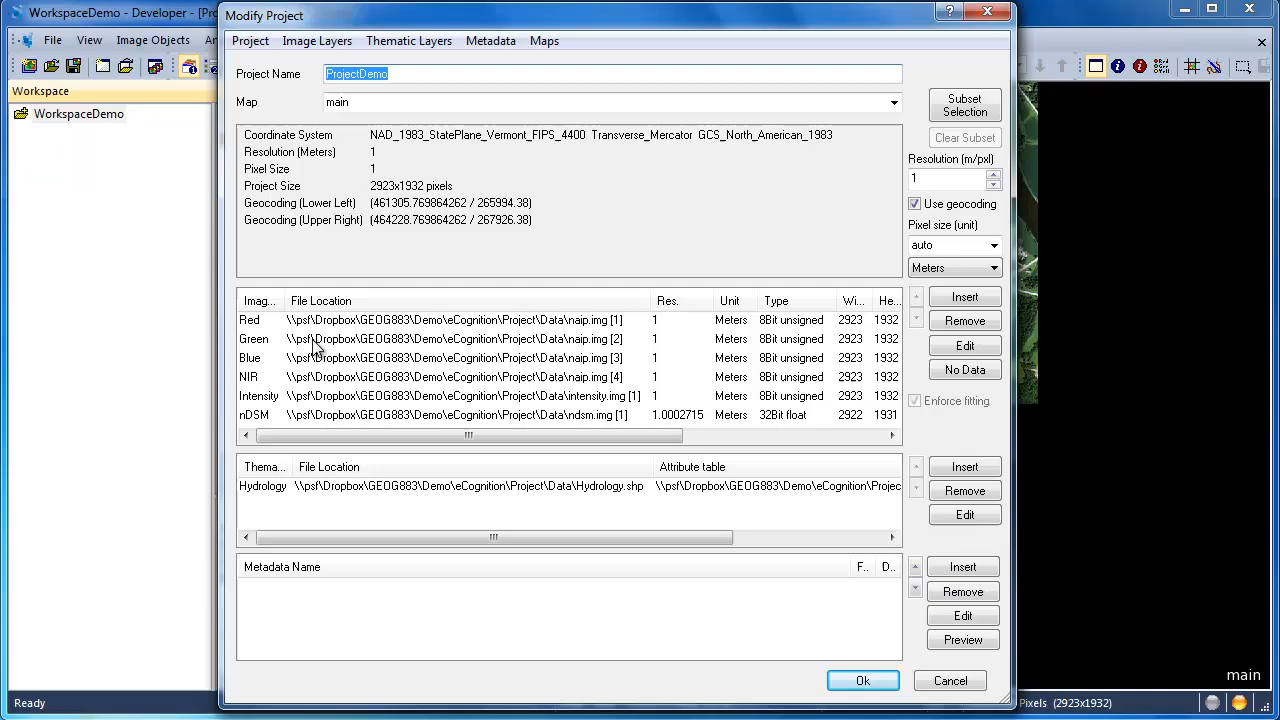 WorkspaceDemo - Developer - [Pro
Modify Project
?
File View Image Objects
Project Image Layers Thematic Layers Metadata Maps
Workspace
WorkspaceDemo
Project Name ProjectDemo
Map main
Subset Selection
Clear Subset
Coordinate System NAD_1983_StatePlane_Vermont_FIPS_4400 Transverse_Mercator GCS_North_American_1983
Resolution (Meters) 1
Pixel Size 1
Project Size 2923x1932 pixels
Geocoding (Lower Left) (461305.769864262 / 265994.38)
Geocoding (Upper Right) (464228.769864262 / 267926.38)
Resolution (m/pxl)
1
Use geocoding
Pixel size (unit)
auto
Meters
Imag... File Location Res. Unit Type Wi... He...
Red \\psf\Dropbox\GEOG883\Demo\eCognition\Project\Data\naip.img [1] 1 Meters 8Bit unsigned 2923 1932
Green \\psf\Dropbox\GEOG883\Demo\eCognition\Project\Data\naip.img [2] 1 Meters 8Bit unsigned 2923 1932
Blue \\psf\Dropbox\GEOG883\Demo\eCognition\Project\Data\naip.img [3] 1 Meters 8Bit unsigned 2923 1932
NIR \\psf\Dropbox\GEOG883\Demo\eCognition\Project\Data\naip.img [4] 1 Meters 8Bit unsigned 2923 1932
Intensity \\psf\Dropbox\GEOG883\Demo\eCognition\Project\Data\intensity.img [1] 1 Meters 8Bit unsigned 2923 1932
nDSM \\psf\Dropbox\GEOG883\Demo\eCognition\Project\Data\ndsm.img [1] 1.0002715 Meters 32Bit float 2922 1931
Insert
Remove
Edit
No Data
Enforce fitting
Thema... File Location Attribute table
Hydrology \\psf\Dropbox\GEOG883\Demo\eCognition\Project\Data\Hydrology.shp \\psf\Dropbox\GEOG883\Demo\eCognition\Projec
Insert
Remove
Edit
Metadata Name F.. D..
Insert
Remove
Edit
Preview
Ok Cancel
main
Ready
Pixels (2923x1932)